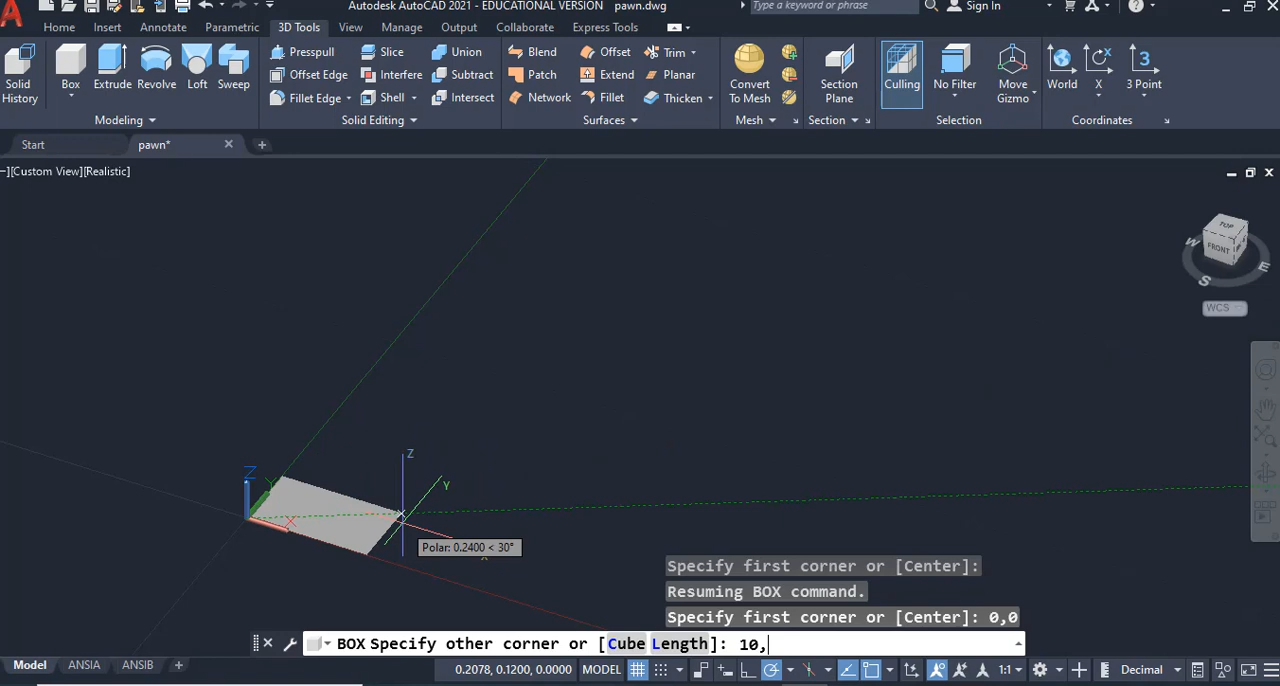 Autodesk AutoCAD 2021 - EDUCATIONAL VERSION pawn.dwg Type a keyword or phrase Sign In
Home Insert Annotate Parametric 3D Tools View Manage Output Collaborate Express Tools
Solid History
Box
Extrude
Revolve
Loft
Sweep
Modeling
Presspull
Offset Edge
Fillet Edge
Slice
Interfere
Shell
Union
Subtract
Intersect
Solid Editing
Blend
Patch
Network
Offset
Extend
Fillet
Trim
Planar
Thicken
Surfaces
Convert To Mesh
Mesh
Section Plane
Section
Culling
No Filter
Move Gizmo
Selection
World
X
3 Point
Coordinates
Start pawn*
–][Custom View][Realistic]
TOP
FRONT
W
E
S
WCS
Z
Y
X
Z
Y
Polar: 0.2400 < 30°
Specify first corner or [Center]:
Resuming BOX command.
Specify first corner or [Center]: 0,0
BOX Specify other corner or [Cube Length]: 10,
Model ANSIA ANSIB
0.2078, 0.1200, 0.0000 MODEL 1:1 Decimal